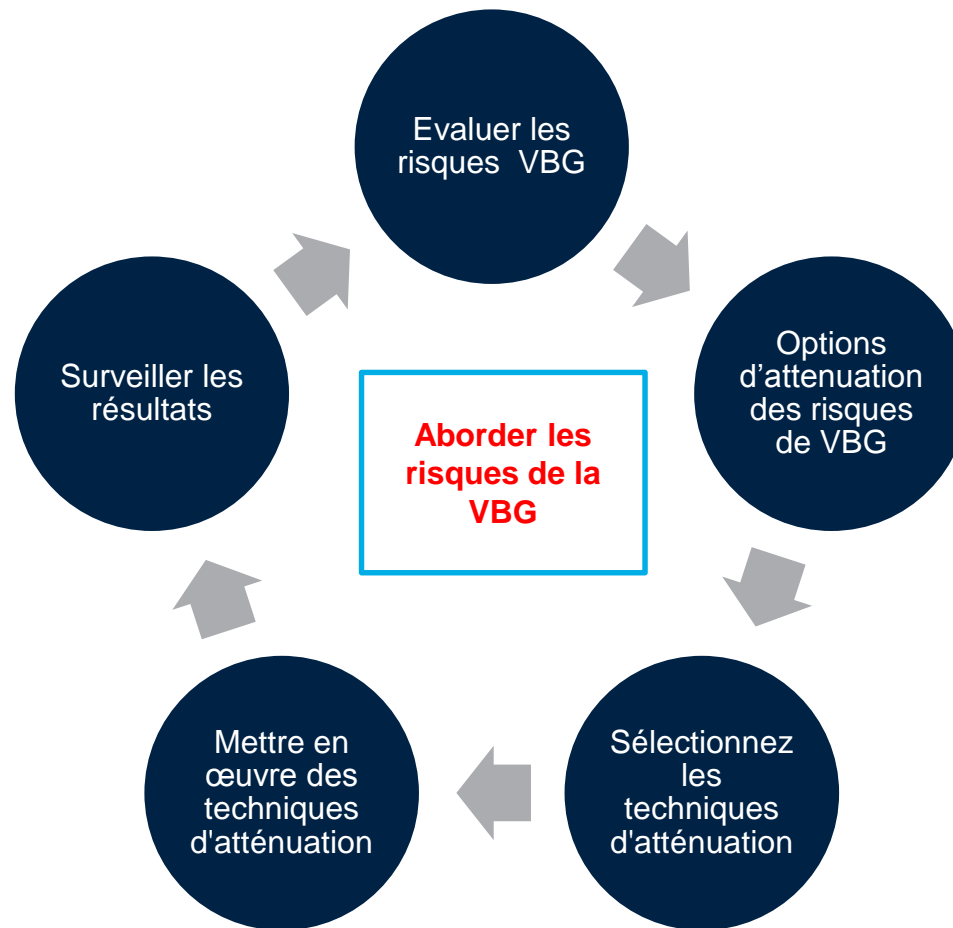 Evaluer les
risques  VBG
Options
d’attenuation
des risques
de VBG
Sélectionnez
les
techniques
d'atténuation
Mettre en
œuvre des
techniques
d'atténuation
Surveiller les
résultats
Aborder les
risques de la
VBG